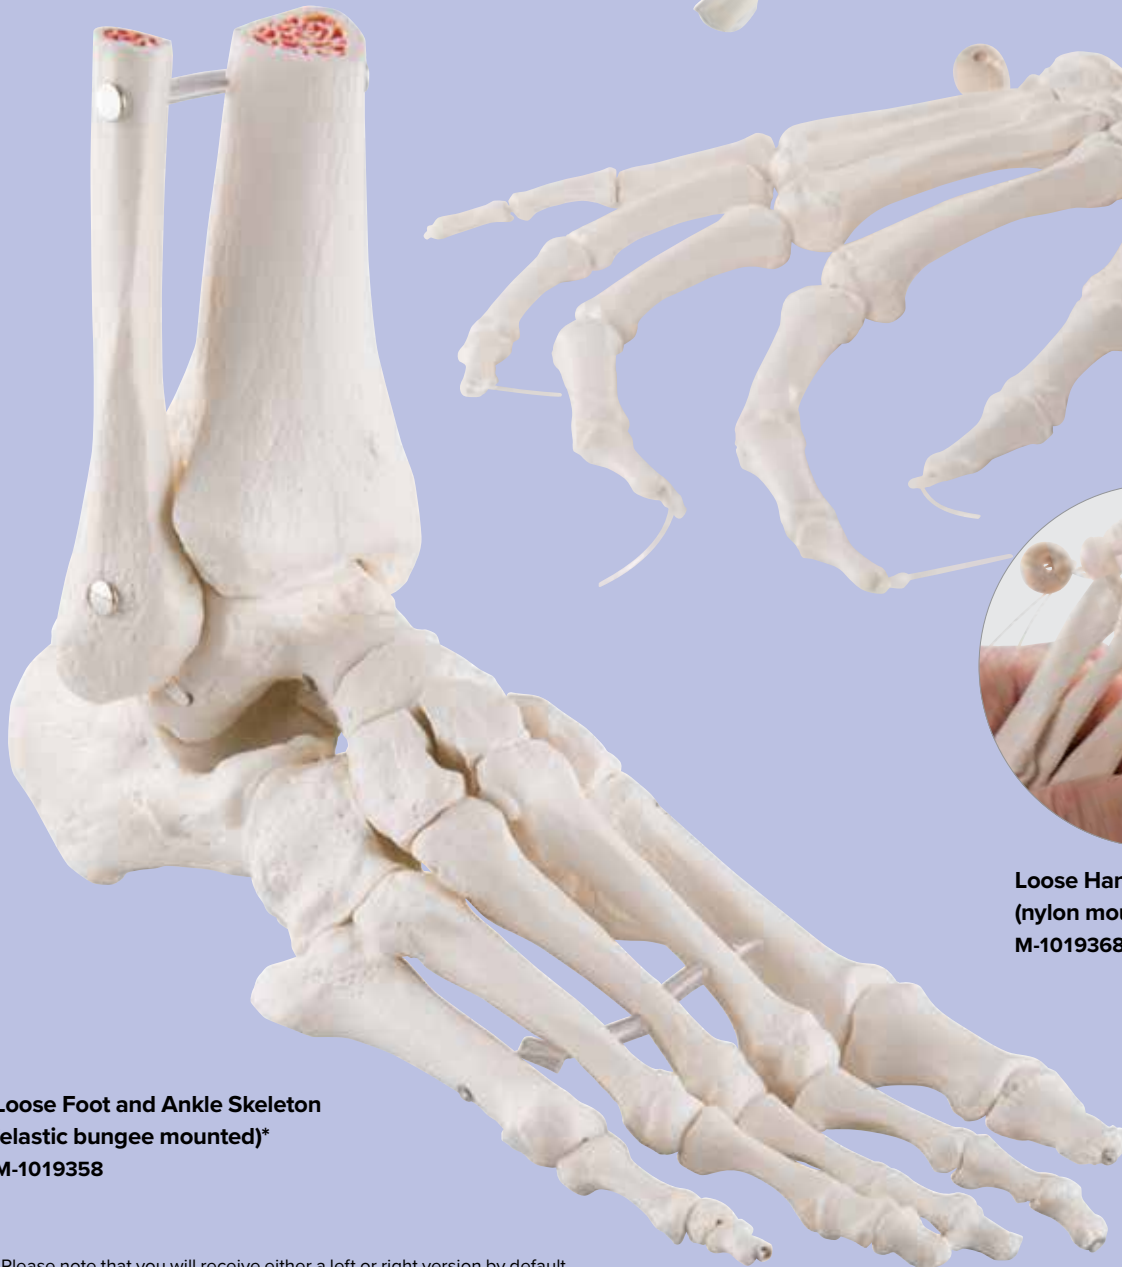 Loose Har
(nylon mou
M-1019368
Loose Foot and Ankle Skeleton
elastic bungee mounted)*
M-1019358
Please note that you will receive either a left or right version by default